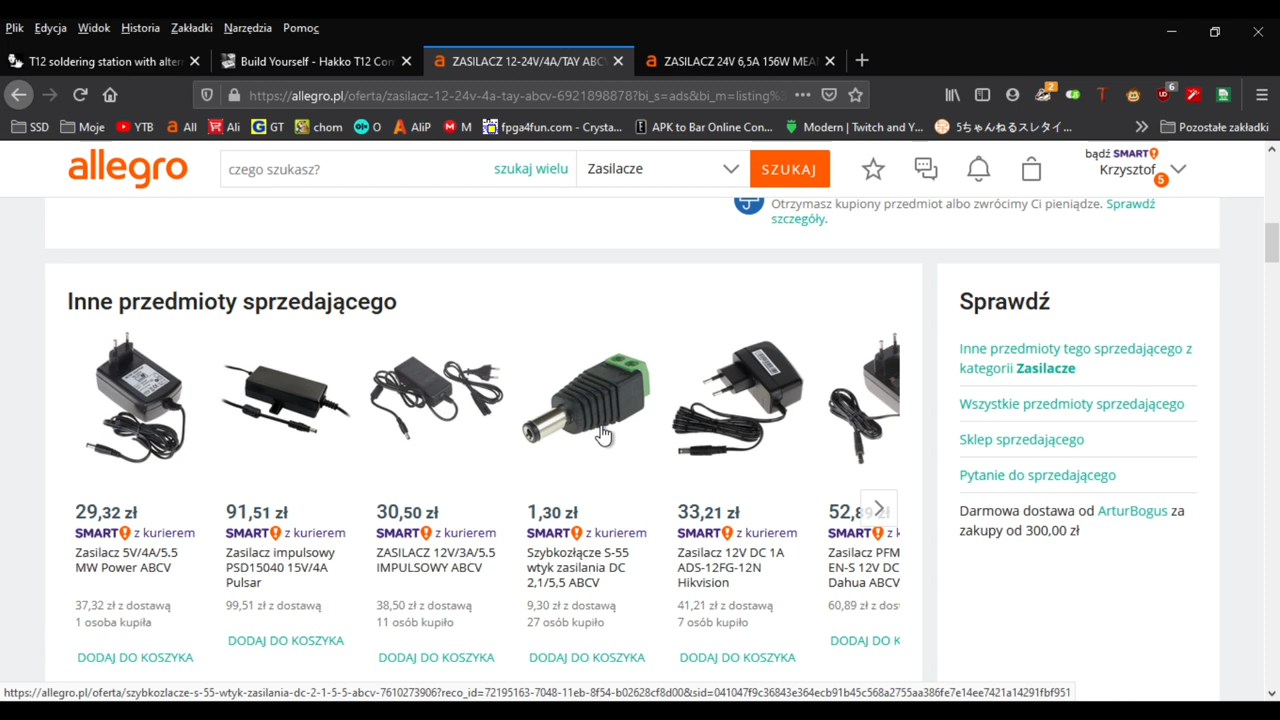 Plik Edycja Widok Historia Zakładki Narzędzia Pomoc
T12 soldering station with alter
Build Yourself - Hakko T12 Con
ZASILACZ 12-24V/4A/TAY ABC
ZASILACZ 24V 6,5A 156W MEA
https://allegro.pl/oferta/zasilacz-12-24v-4a-tay-abcv-6921898878?bi_s=ads&bi_m=listing%3
2
6
SSD Moje YTB All Ali GT chom O AliP M fpga4fun.com - Crysta... APK to Bar Online Con... Modern | Twitch and Y... 5ちゃんねるスレタイ... Pozostałe zakładki
allegro
czego szukasz?
szukaj wielu
Zasilacze
SZUKAJ
bądź SMART!
Krzysztof
5
Otrzymasz kupiony przedmiot albo zwrócimy Ci pieniądze. Sprawdź
szczegóły.
Inne przedmioty sprzedającego
29,32 zł
SMART! z kurierem
Zasilacz 5V/4A/5.5
MW Power ABCV
37,32 zł z dostawą
1 osoba kupiła
DODAJ DO KOSZYKA
91,51 zł
SMART! z kurierem
Zasilacz impulsowy
PSD15040 15V/4A
Pulsar
99,51 zł z dostawą
DODAJ DO KOSZYKA
30,50 zł
SMART! z kurierem
ZASILACZ 12V/3A/5.5
IMPULSOWY ABCV
38,50 zł z dostawą
11 osób kupiło
DODAJ DO KOSZYKA
1,30 zł
SMART! z kurierem
Szybkozłącze S-55
wtyk zasilania DC
2,1/5,5 ABCV
9,30 zł z dostawą
27 osób kupiło
DODAJ DO KOSZYKA
33,21 zł
SMART! z kurierem
Zasilacz 12V DC 1A
ADS-12FG-12N
Hikvision
41,21 zł z dostawą
7 osób kupiło
DODAJ DO KOSZYKA
52,8
SMART! z k
Zasilacz PFM
EN-S 12V DC
Dahua ABCV
60,89 zł z dos
DODAJ DO K
Sprawdź
Inne przedmioty tego sprzedającego z
kategorii Zasilacze
Wszystkie przedmioty sprzedającego
Sklep sprzedającego
Pytanie do sprzedającego
Darmowa dostawa od ArturBogus za
zakupy od 300,00 zł
https://allegro.pl/oferta/szybkozlacze-s-55-wtyk-zasilania-dc-2-1-5-5-abcv-7610273906?reco_id=72195163-7048-11eb-8f54-b02628cf8d00&sid=041047f9c36843e364ecb91b45c568a2755aa386fe7e14ee7421a14291fbf951